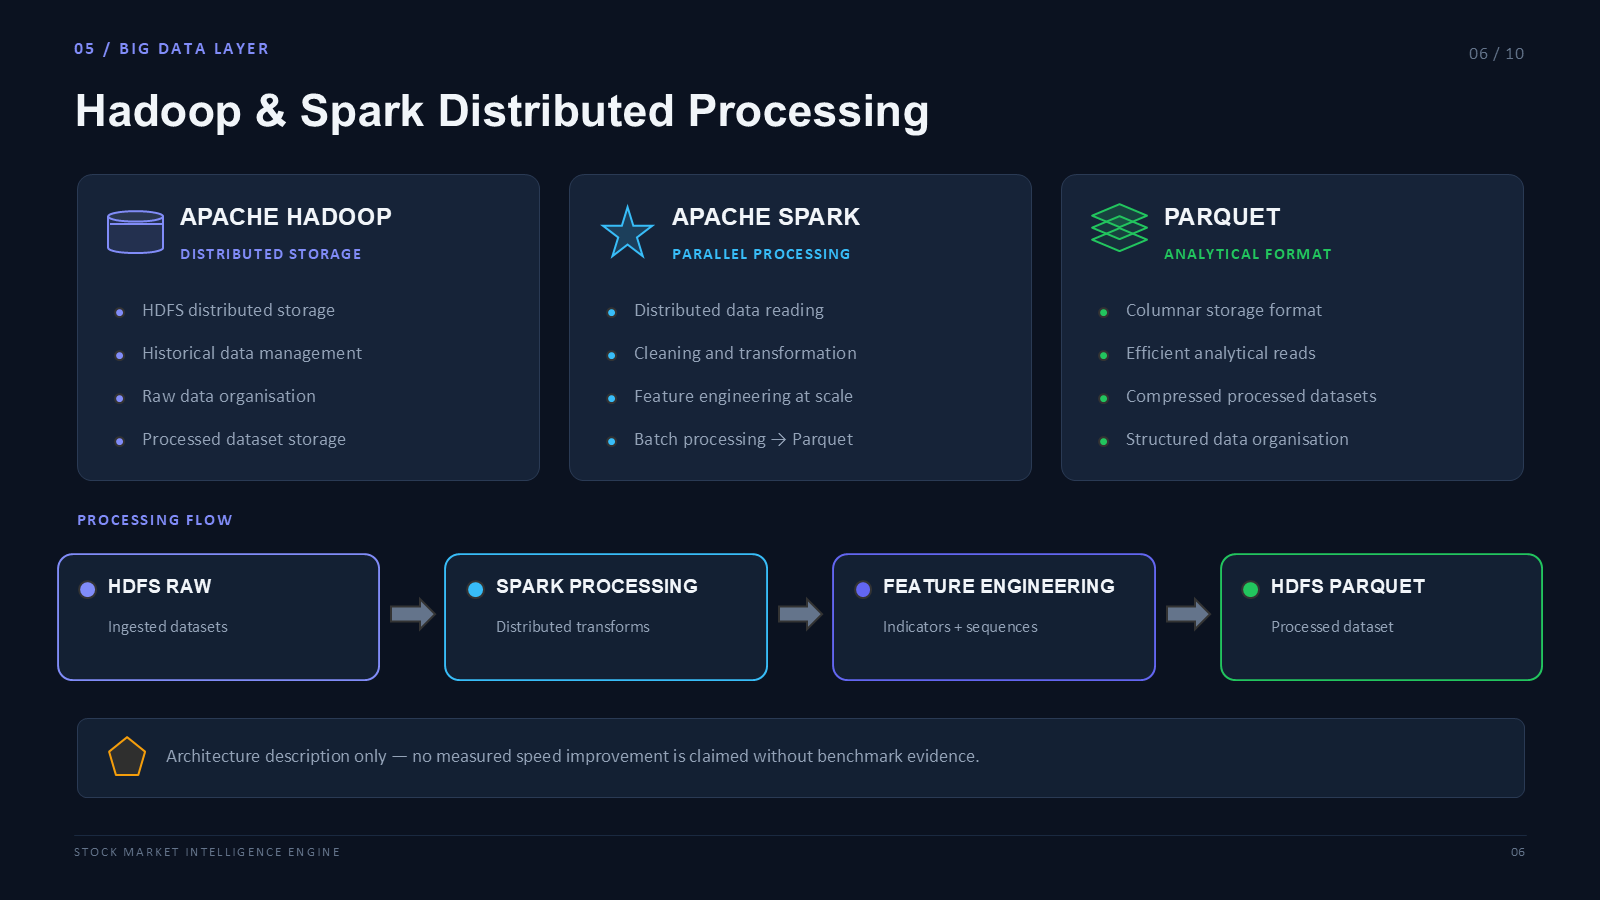 05 / BIG DATA LAYER
06 / 10
Hadoop & Spark Distributed Processing
APACHE HADOOP
DISTRIBUTED STORAGE
HDFS distributed storage
Historical data management
Raw data organisation
Processed dataset storage
APACHE SPARK
PARALLEL PROCESSING
Distributed data reading
Cleaning and transformation
Feature engineering at scale
Batch processing → Parquet
PARQUET
ANALYTICAL FORMAT
Columnar storage format
Efficient analytical reads
Compressed processed datasets
Structured data organisation
PROCESSING FLOW
HDFS RAW
Ingested datasets
SPARK PROCESSING
Distributed transforms
FEATURE ENGINEERING
Indicators + sequences
HDFS PARQUET
Processed dataset
Architecture description only — no measured speed improvement is claimed without benchmark evidence.
STOCK MARKET INTELLIGENCE ENGINE
06